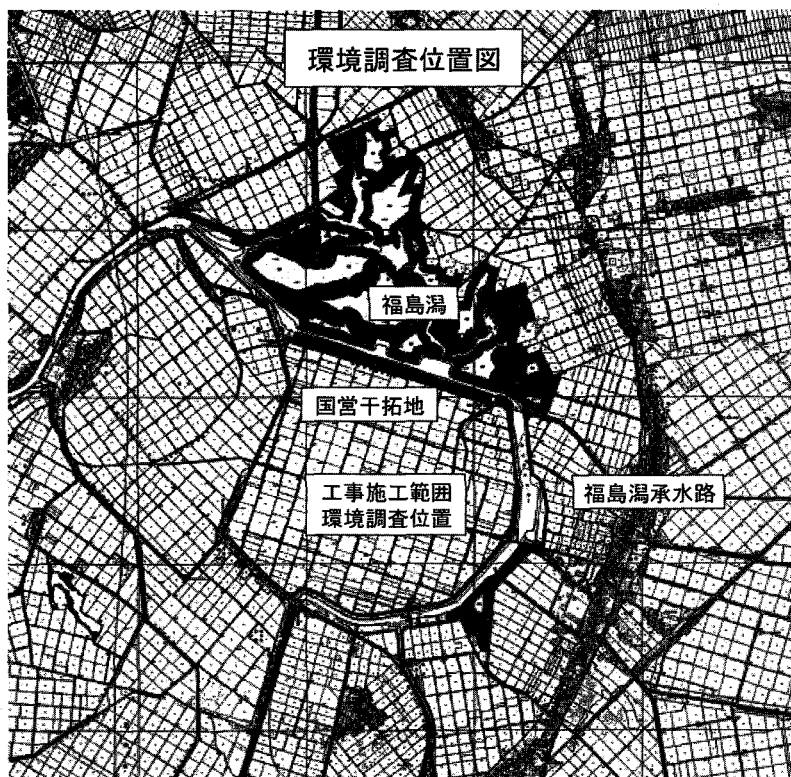 環境調査位置図
福島潟
国営干拓地
工事施工範囲
環境調査位置
福島潟承水路